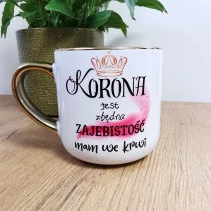 KORONA
jest
zbędna
ZAJEBISTOŚĆ
mam we krwi